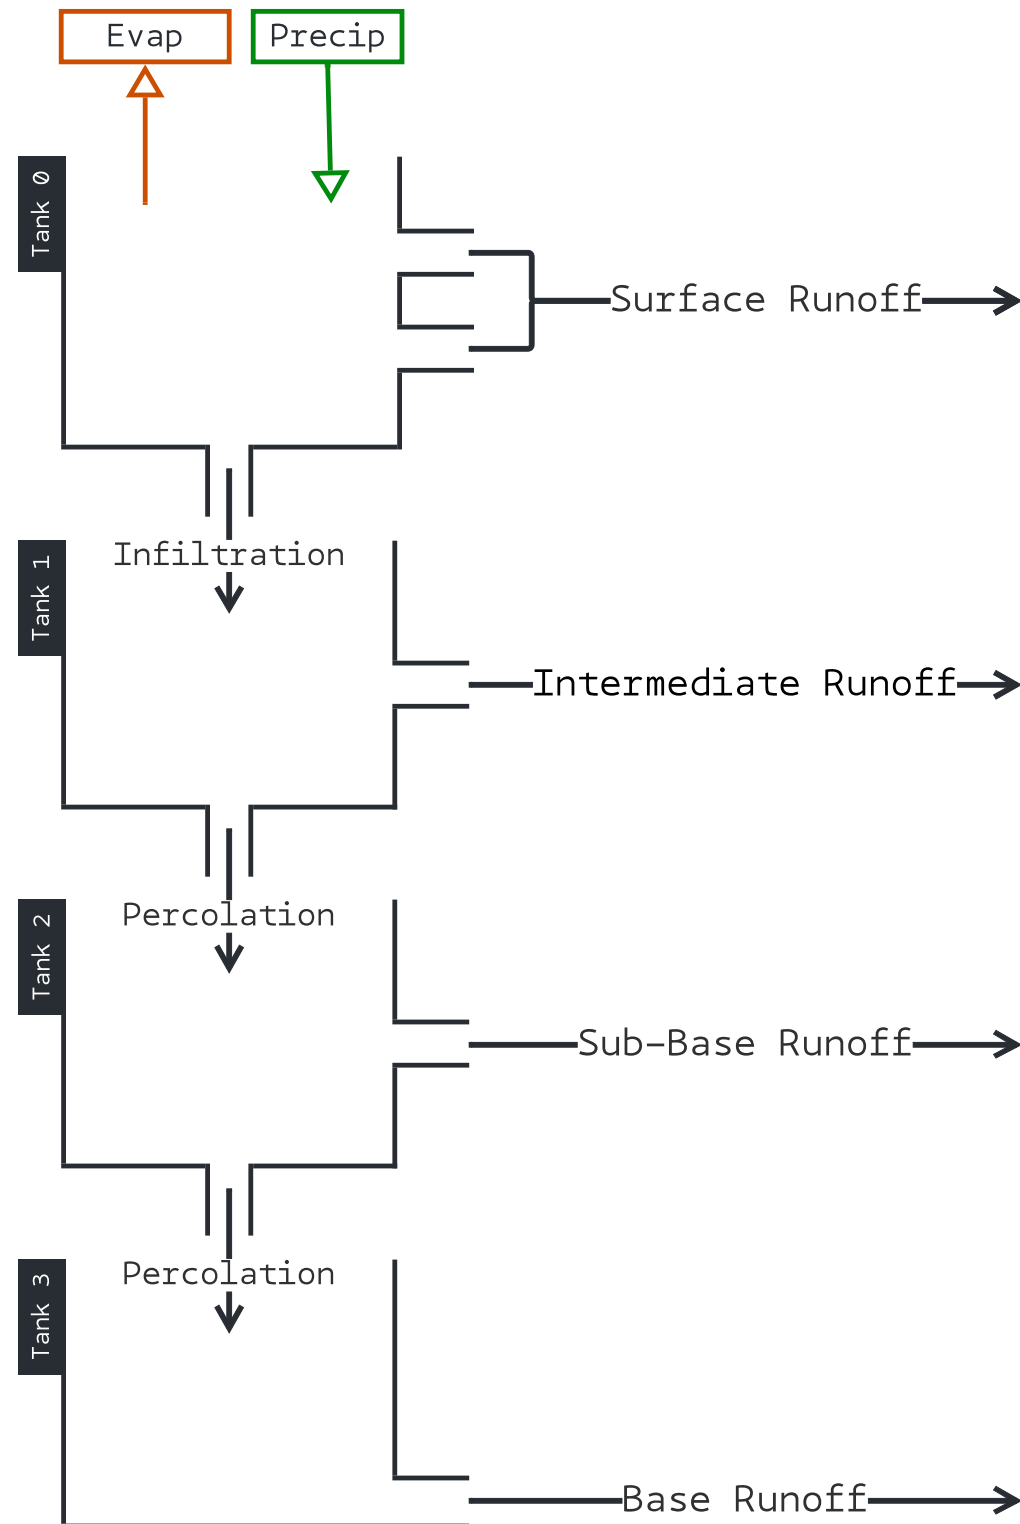 Evap
Precip
Tank 0
Surface Runoff
Infiltration
Tank 1
Intermediate Runoff
Percolation
Tank 2
Sub-Base Runoff
Percolation
Tank 3
Base Runoff